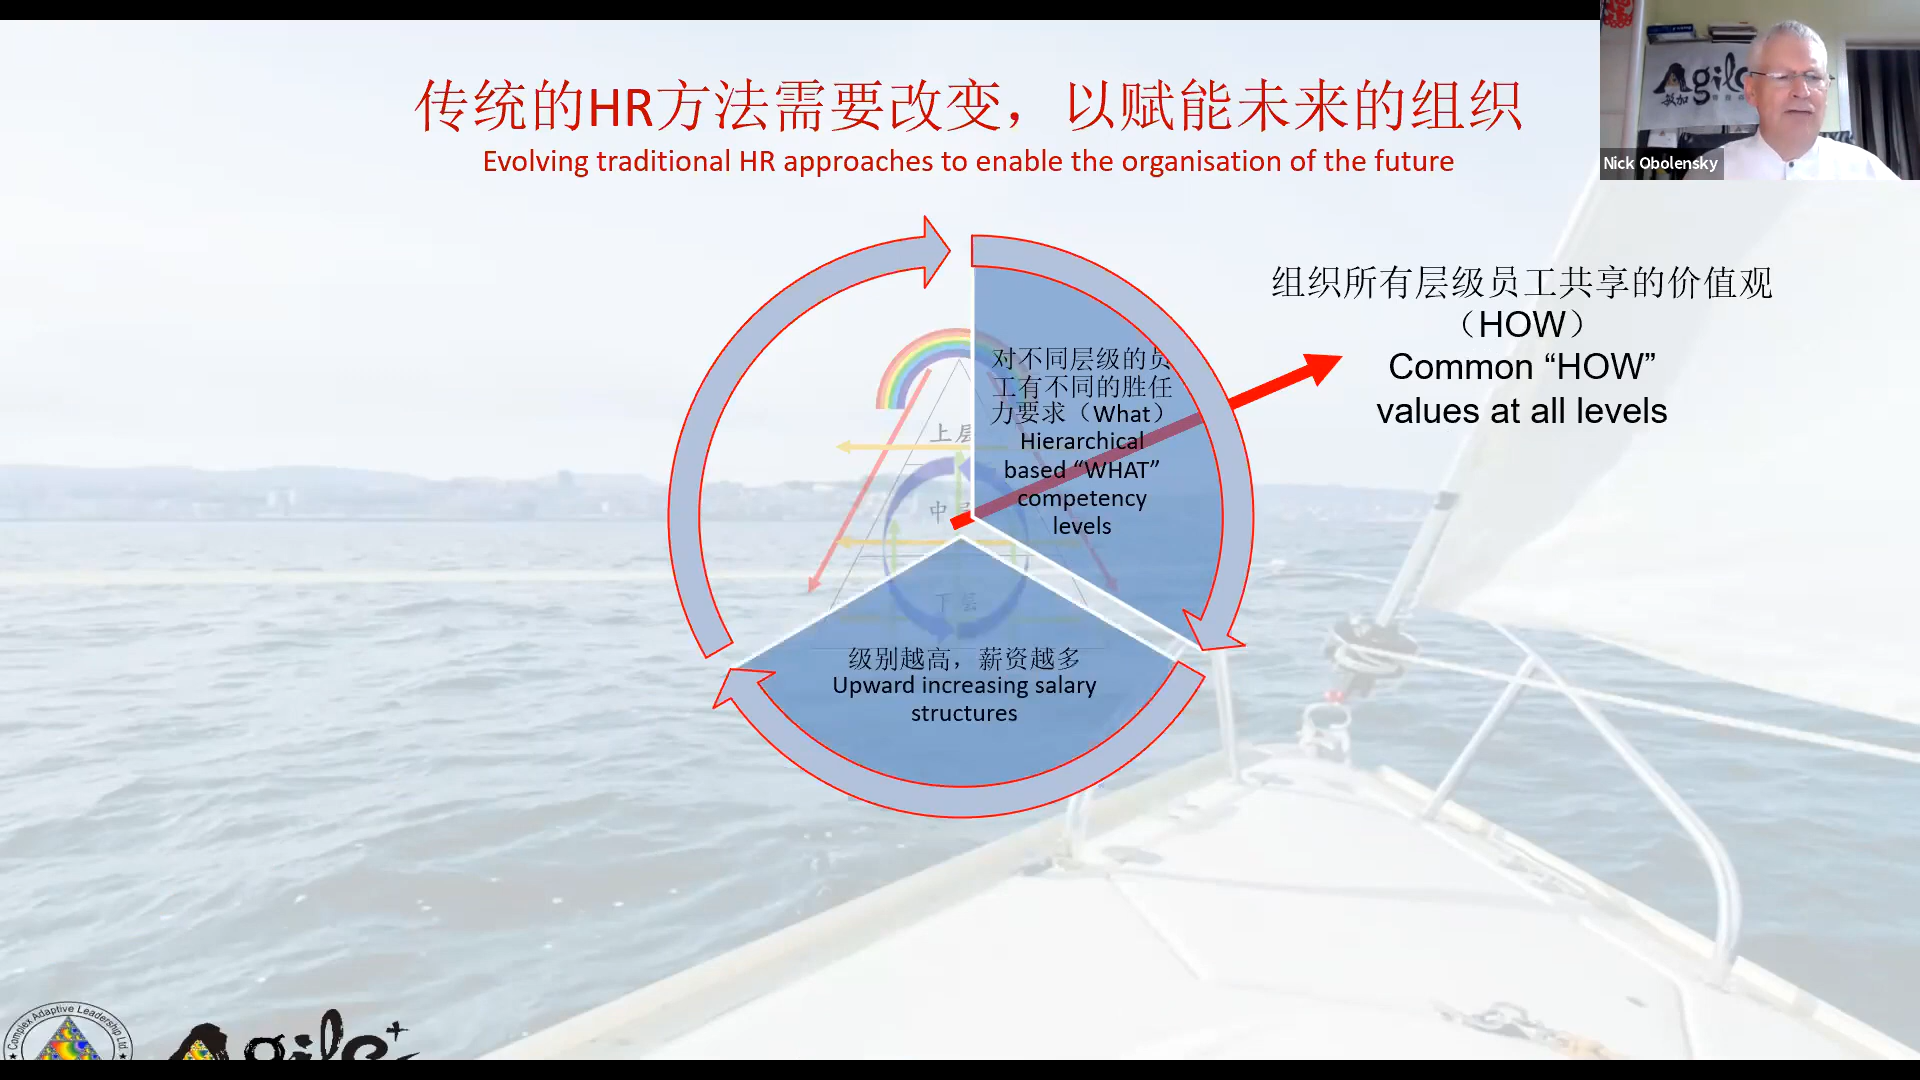 传统的HR方法需要改变，以赋能未来的组织
Evolving traditional HR approaches to enable the organisation of the future
Nick Obolensky
Agile
敏加
组织所有层级员工共享的价值观
（HOW）
Common “HOW”
values at all levels
对不同层级的员
工有不同的胜任
力要求（What）
Hierarchical
based “WHAT”
competency
levels
上层
中层
下层
级别越高，薪资越多
Upward increasing salary
structures
Complex Adaptive Leadership Ltd
Agile+